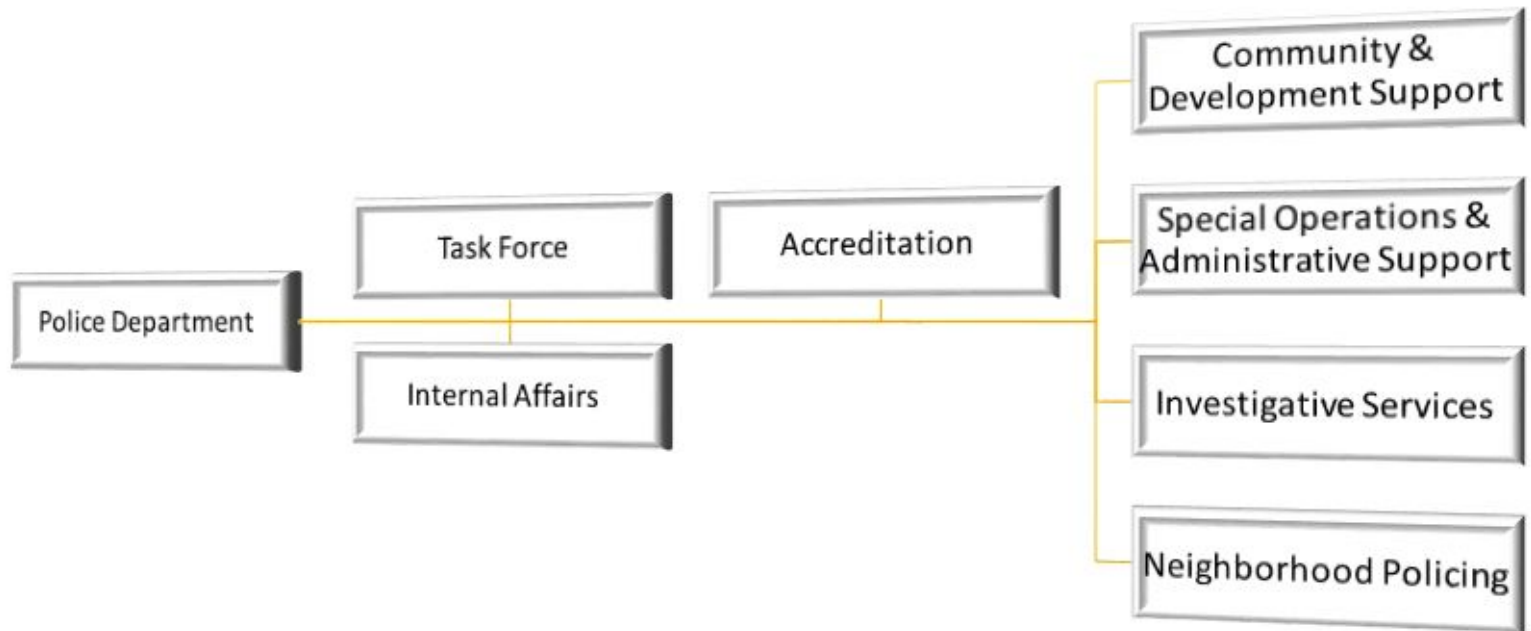 Police Department
Task Force
Internal Affairs
Accreditation
Community &
Development Support
Special Operations &
Administrative Support
Investigative Services
Neighborhood Policing